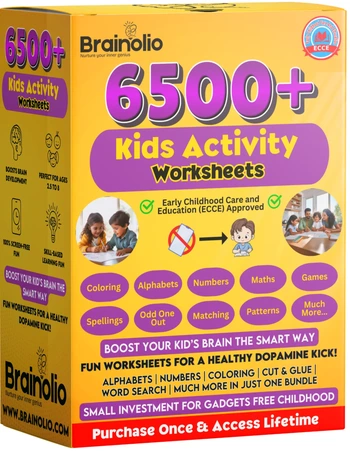 Brainolio
Nurture your inner genius
ECCE
6500+
Kids Activity
Worksheets
Early Childhood Care and
Education (ECCE) Approved
Coloring
Alphabets
Numbers
Maths
Games
Spellings
Odd One
Out
Matching
Patterns
Much
More...
BOOST YOUR KID'S BRAIN THE SMART WAY
FUN WORKSHEETS FOR A HEALTHY DOPAMINE KICK!
ALPHABETS | NUMBERS | COLORING | CUT & GLUE |
WORD SEARCH | MUCH MORE IN JUST ONE BUNDLE
SMALL INVESTMENT FOR GADGETS FREE CHILDHOOD
Purchase Once & Access Lifetime
6500+
Kids Activity
Worksheets
BOOSTS BRAIN
DEVELOPMENT
PERFECT FOR AGES
2.5 TO 8
100% SCREEN-FREE
FUN
SKILL-BASED
LEARNING FUN
BOOST YOUR KID'S BRAIN THE
SMART WAY
FUN WORKSHEETS FOR A HEALTHY
DOPAMINE KICK!
Brainolio
WWW.BRAINOLIO.COM